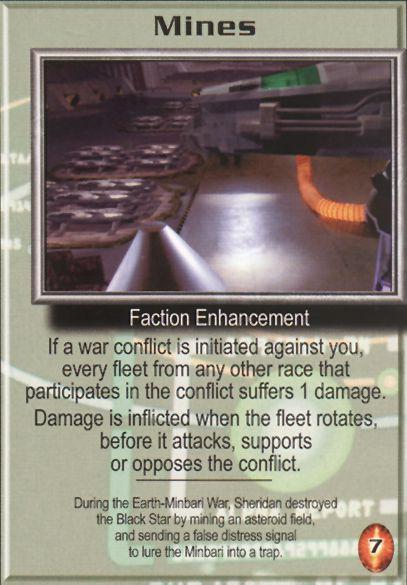 Mines
Faction Enhancement
If a war conflict is initiated against you,
every fleet from any other race that
participates in the conflict suffers 1 damage.
Damage is inflicted when the fleet rotates,
before it attacks, supports
or opposes the conflict.
During the Earth-Minbari War, Sheridan destroyed
the Black Star by mining an asteroid field,
and sending a false distress signal
to lure the Minbari into a trap.
7